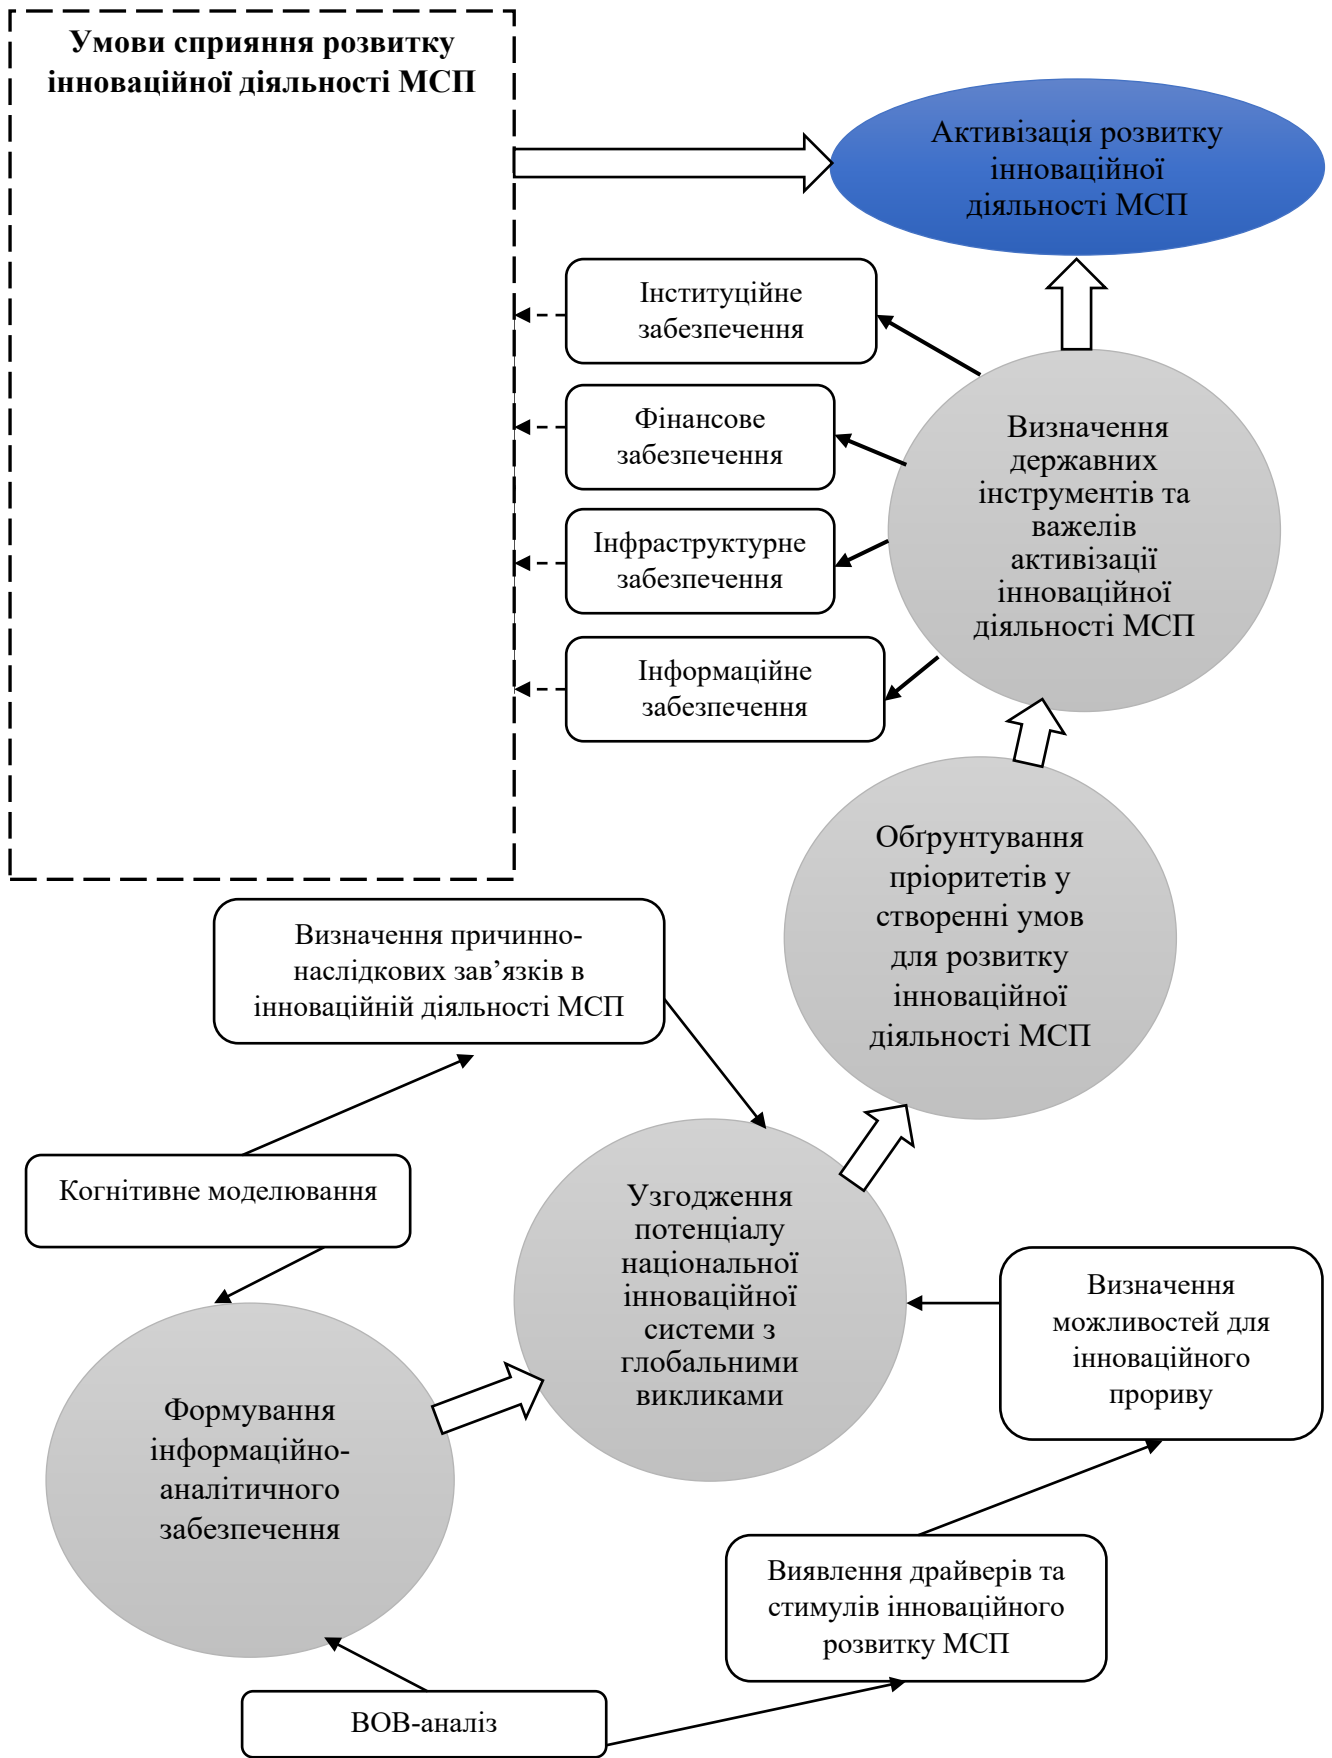 Умови сприяння розвитку
інноваційної діяльності МСП
Активізація розвитку
інноваційної
діяльності МСП
Інституційне
забезпечення
Фінансове
забезпечення
Інфраструктурне
забезпечення
Інформаційне
забезпечення
Визначення
державних
інструментів та
важелів
активізації
інноваційної
діяльності МСП
Обґрунтування
пріоритетів у
створенні умов
для розвитку
інноваційної
діяльності МСП
Визначення причинно-
наслідкових зав’язків в
інноваційній діяльності МСП
Когнітивне моделювання
Узгодження
потенціалу
національної
інноваційної
системи з
глобальними
викликами
Визначення
можливостей для
інноваційного
прориву
Формування
інформаційно-
аналітичного
забезпечення
Виявлення драйверів та
стимулів інноваційного
розвитку МСП
ВОВ-аналіз